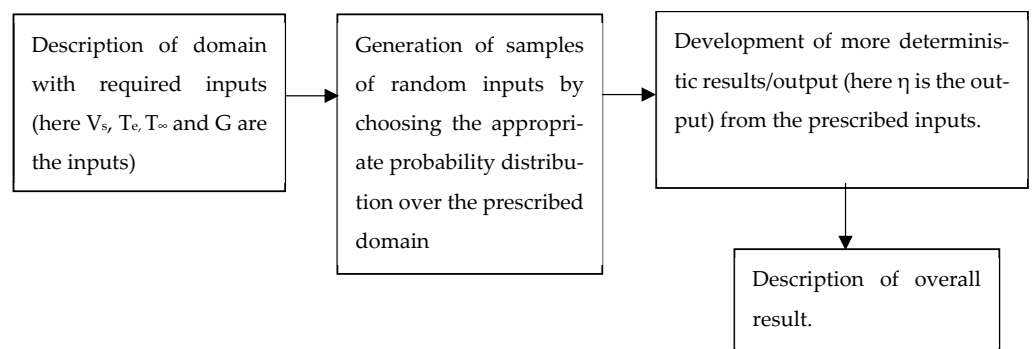 Description of domain
with required inputs
(here Vs, Te, T∞ and G are
the inputs)
Generation of samples
of random inputs by
choosing the appropri-
ate probability distribu-
tion over the prescribed
domain
Development of more determinis-
tic results/output (here η is the out-
put) from the prescribed inputs.
Description of overall
result.